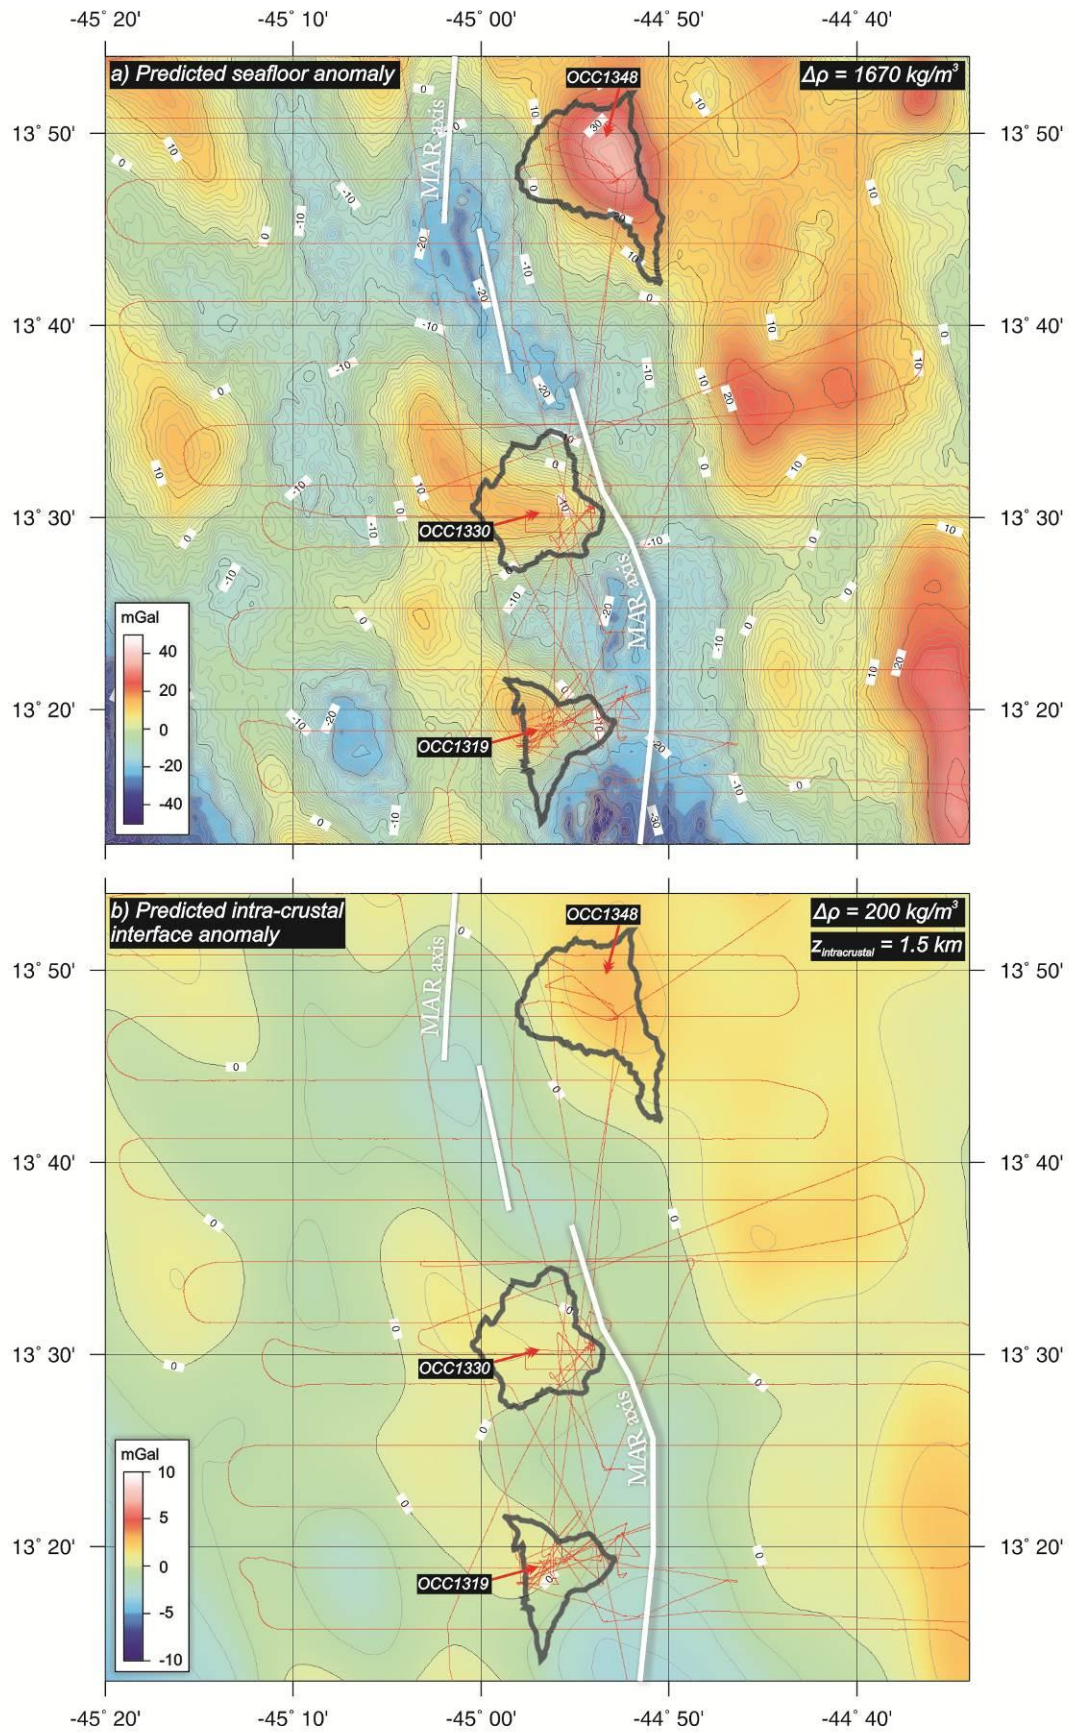 -45° 20' -45° 10' -45° 00' -44° 50' -44° 40'
a) Predicted seafloor anomaly
OCC1348
Δρ = 1670 kg/m³
MAR axis
13° 50' 13° 50'
13° 40' 13° 40'
13° 30' 13° 30'
OCC1330
MAR axis
mGal
40
20
0
-20
-40
13° 20' 13° 20'
OCC1319
b) Predicted intra-crustal
interface anomaly
OCC1348
Δρ = 200 kg/m³
z intracrustal = 1.5 km
MAR axis
13° 50' 13° 50'
13° 40' 13° 40'
13° 30' 13° 30'
OCC1330
MAR axis
mGal
10
5
0
-5
-10
13° 20' 13° 20'
OCC1319
-45° 20' -45° 10' -45° 00' -44° 50' -44° 40'